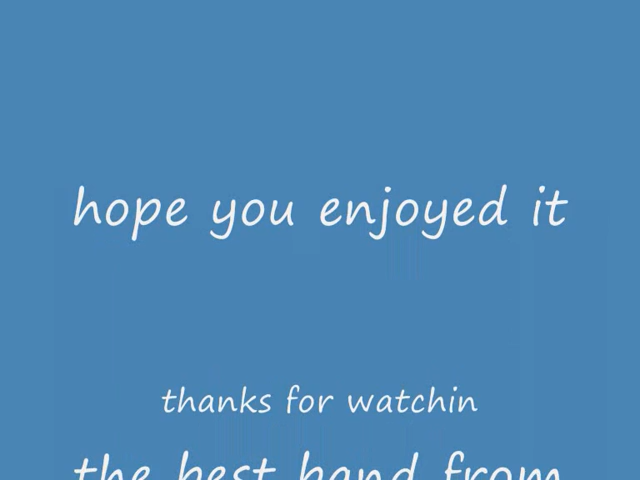 hope you enjoyed it
thanks for watchin
the best band from